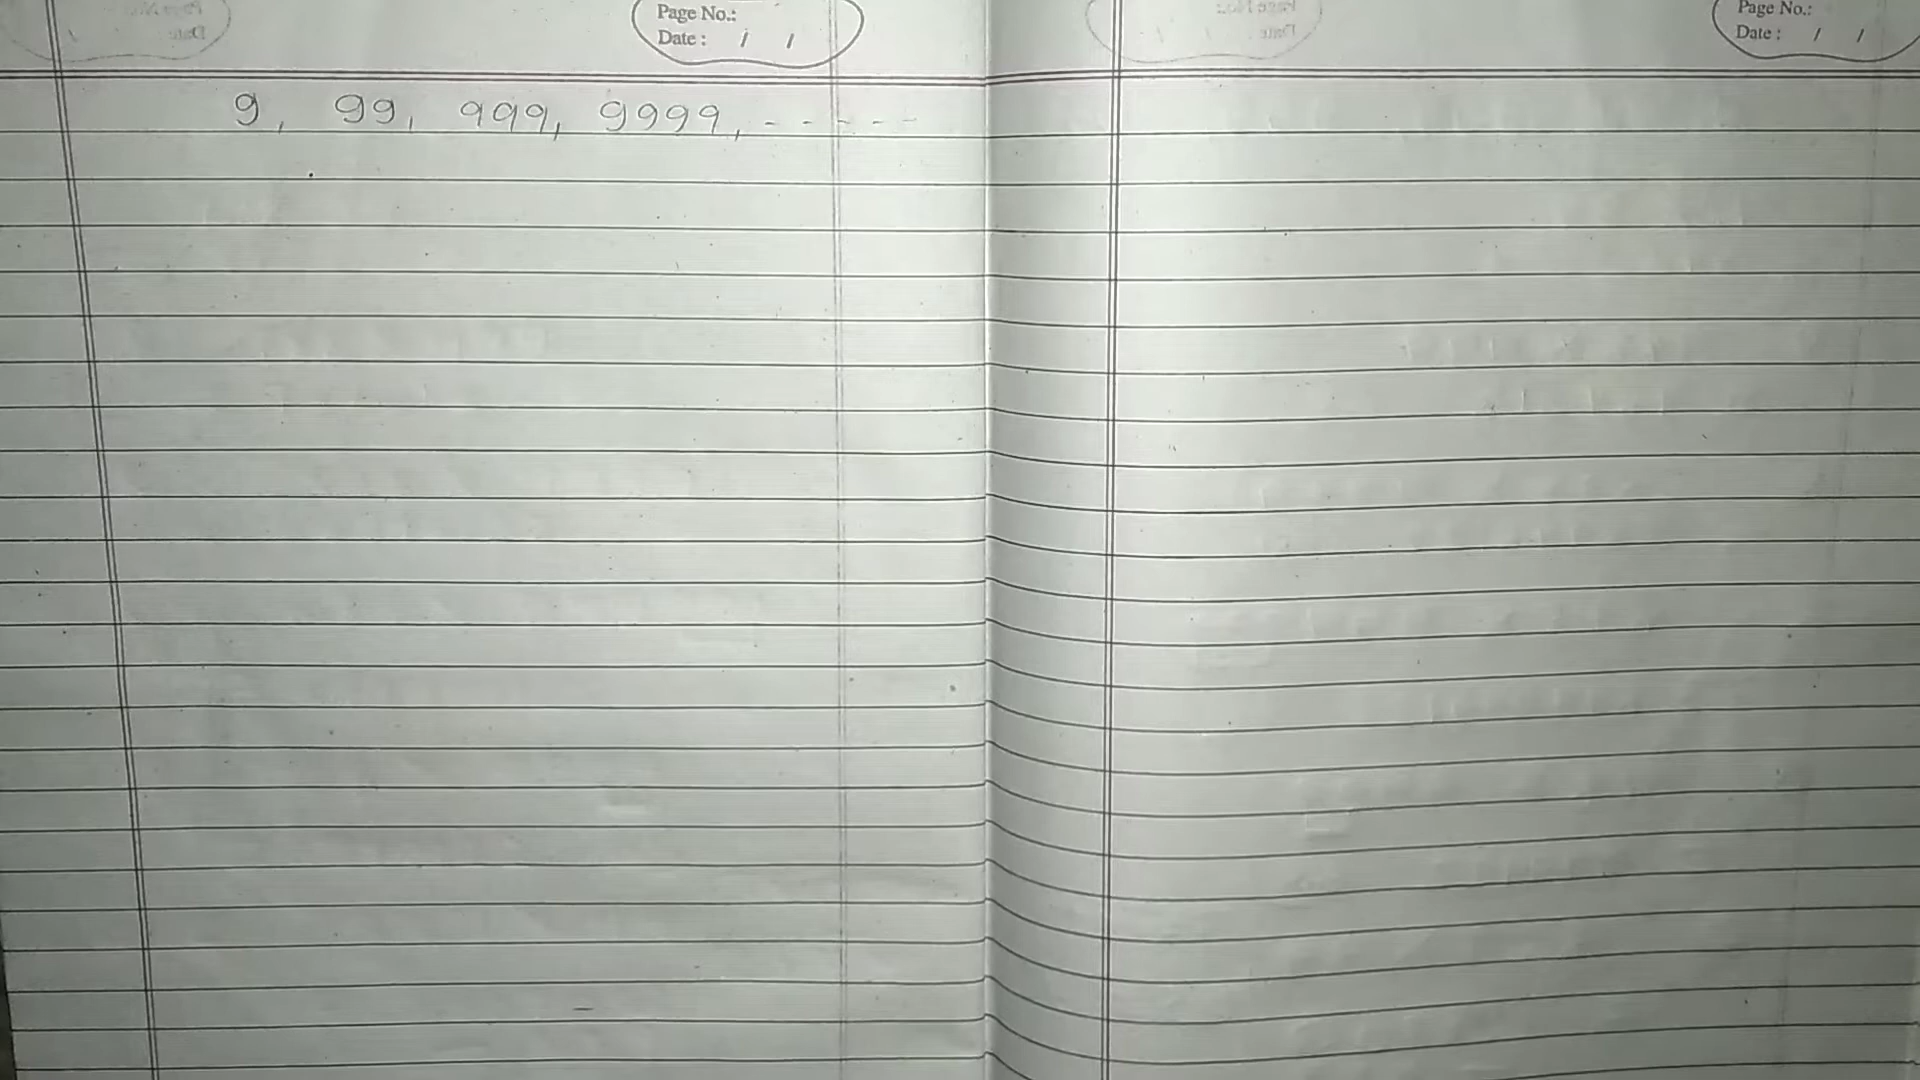 Page No.:
Date : / /
Page No.:
Date : / /
9, 99, 999, 9999, - - - - -